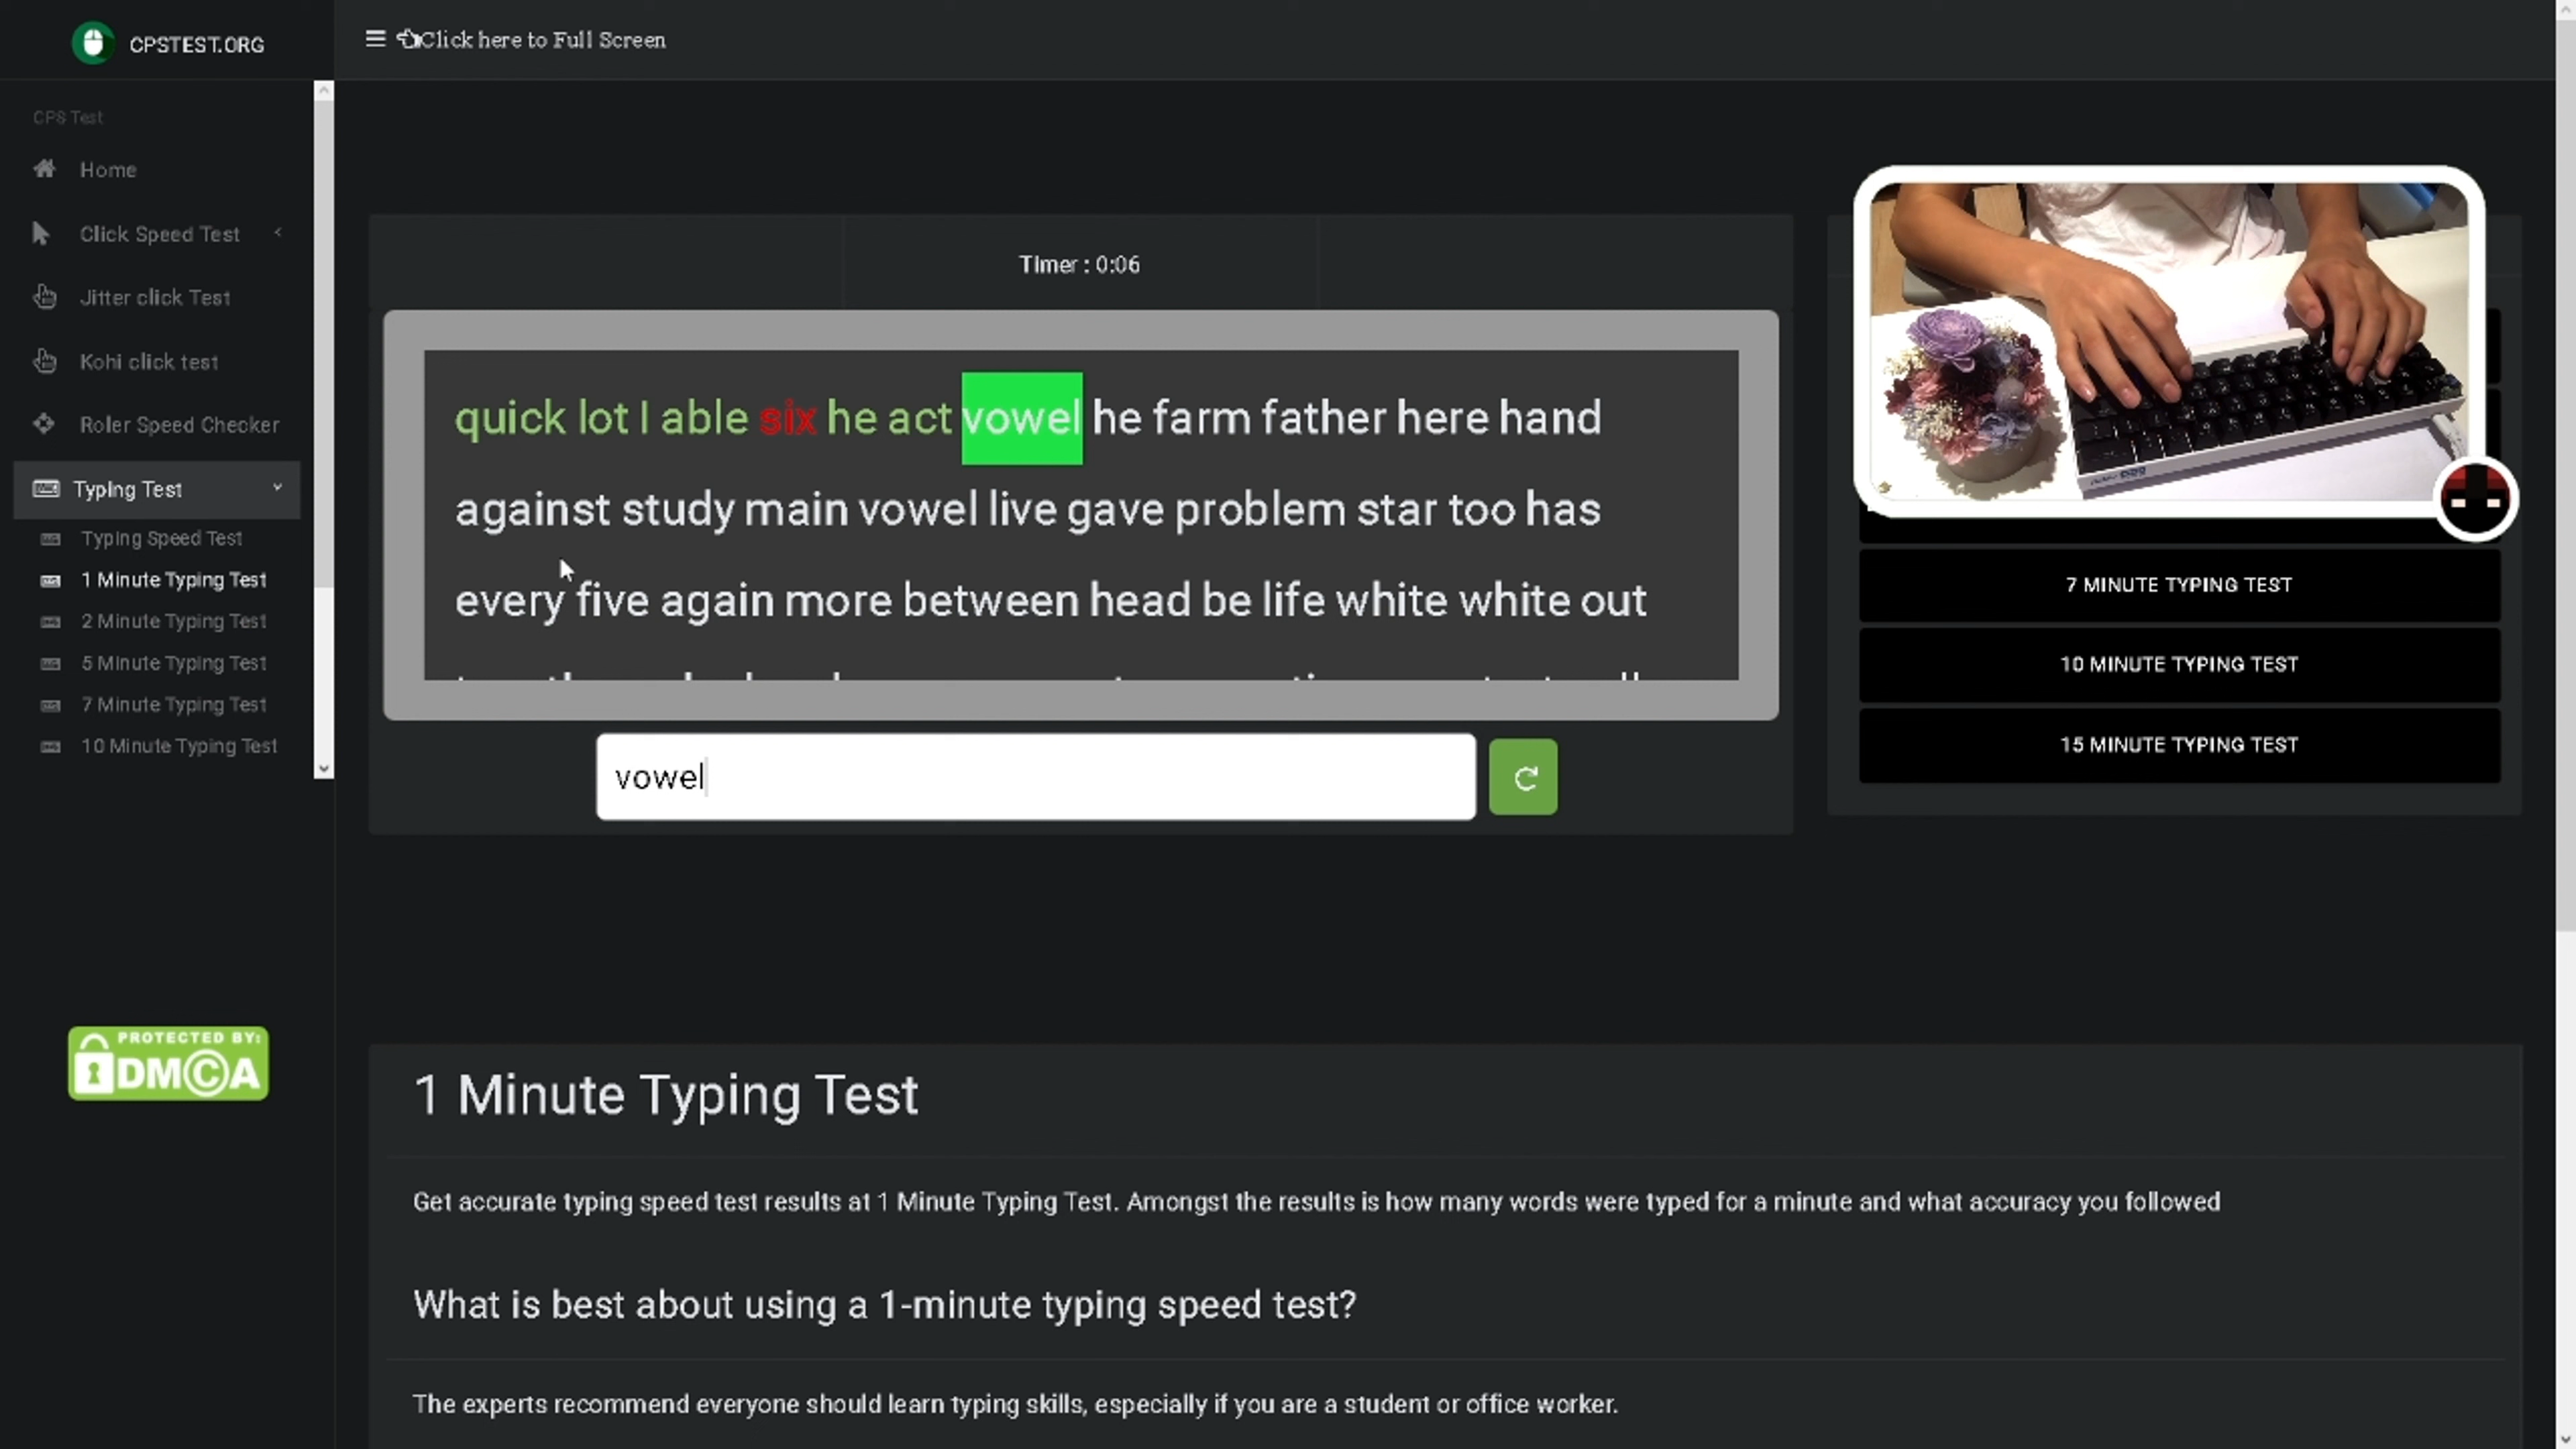 CPSTEST.ORG
Click here to Full Screen
CPS Test
Home
Click Speed Test
Jitter click Test
Kohi click test
Roler Speed Checker
Typing Test
Typing Speed Test
1 Minute Typing Test
2 Minute Typing Test
5 Minute Typing Test
7 Minute Typing Test
10 Minute Typing Test
PROTECTED BY:
DMCA
Timer : 0:06
quick lot I able six he act vowel he farm father here hand
against study main vowel live gave problem star too has
every five again more between head be life white white out
vowel
7 MINUTE TYPING TEST
10 MINUTE TYPING TEST
15 MINUTE TYPING TEST
1 Minute Typing Test
Get accurate typing speed test results at 1 Minute Typing Test. Amongst the results is how many words were typed for a minute and what accuracy you followed
What is best about using a 1-minute typing speed test?
The experts recommend everyone should learn typing skills, especially if you are a student or office worker.